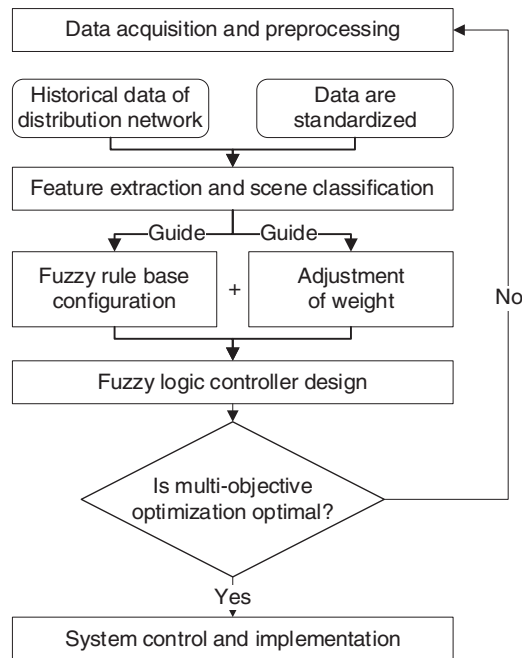 Data acquisition and preprocessing
Historical data of
distribution network
Data are
standardized
Feature extraction and scene classification
Guide
Guide
Fuzzy rule base
configuration
+
Adjustment
of weight
No
Fuzzy logic controller design
Is multi-objective
optimization optimal?
Yes
System control and implementation